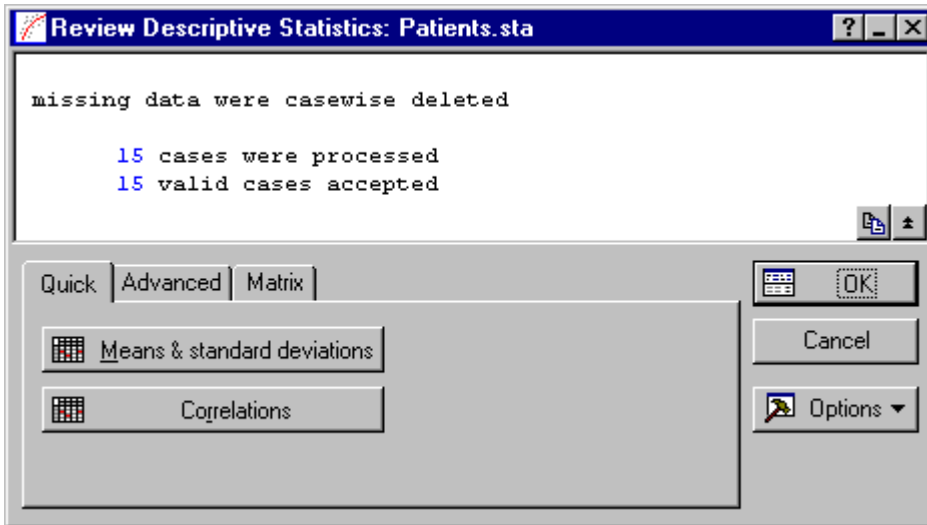 Review Descriptive Statistics: Patients.sta
missing data were casewise deleted
15 cases were processed
15 valid cases accepted
Quick Advanced Matrix
Means & standard deviations
Correlations
OK
Cancel
Options